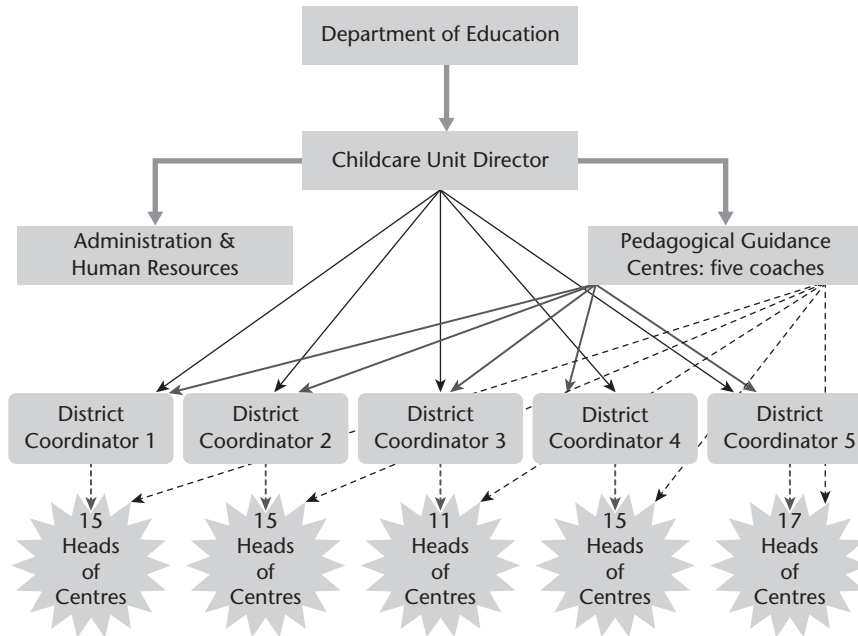 Department of Education
Childcare Unit Director
Administration &
Human Resources
Pedagogical Guidance
Centres: five coaches
District
Coordinator 1
District
Coordinator 2
District
Coordinator 3
District
Coordinator 4
District
Coordinator 5
15
Heads
of
Centres
15
Heads
of
Centres
11
Heads
of
Centres
15
Heads
of
Centres
17
Heads
of
Centres